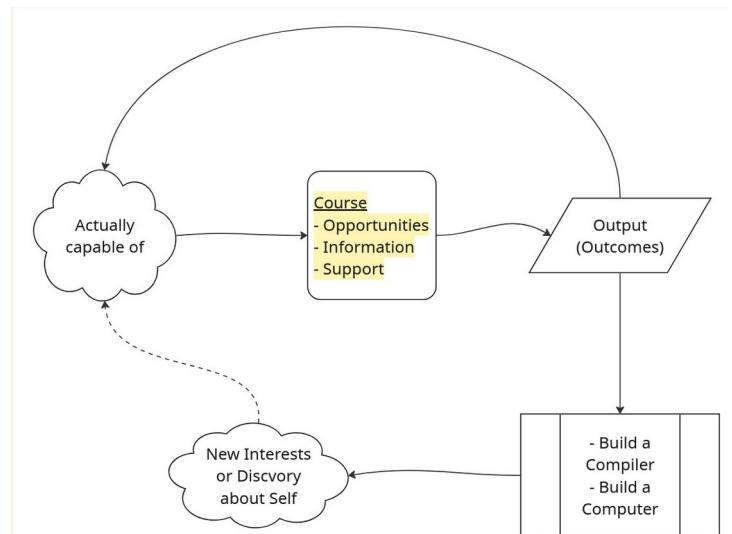 Actually
capable of
Course
- Opportunities
- Information
- Support
Output
(Outcomes)
New Interests
or Discvory
about Self
- Build a
Compiler
- Build a
Computer